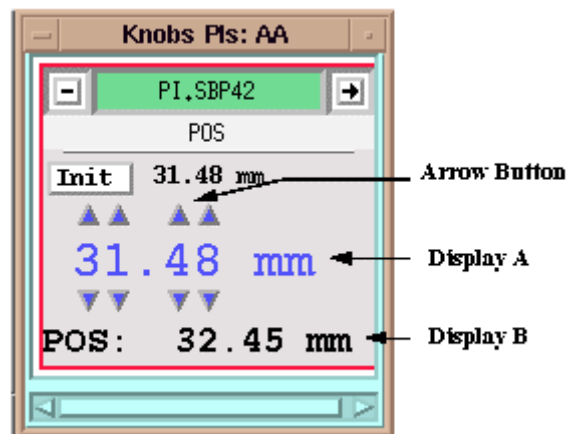 Knobs Pls: AA
PI.SBP42
POS
Init 31.48 mm
Arrow Button
31.48 mm
Display A
POS: 32.45 mm
Display B